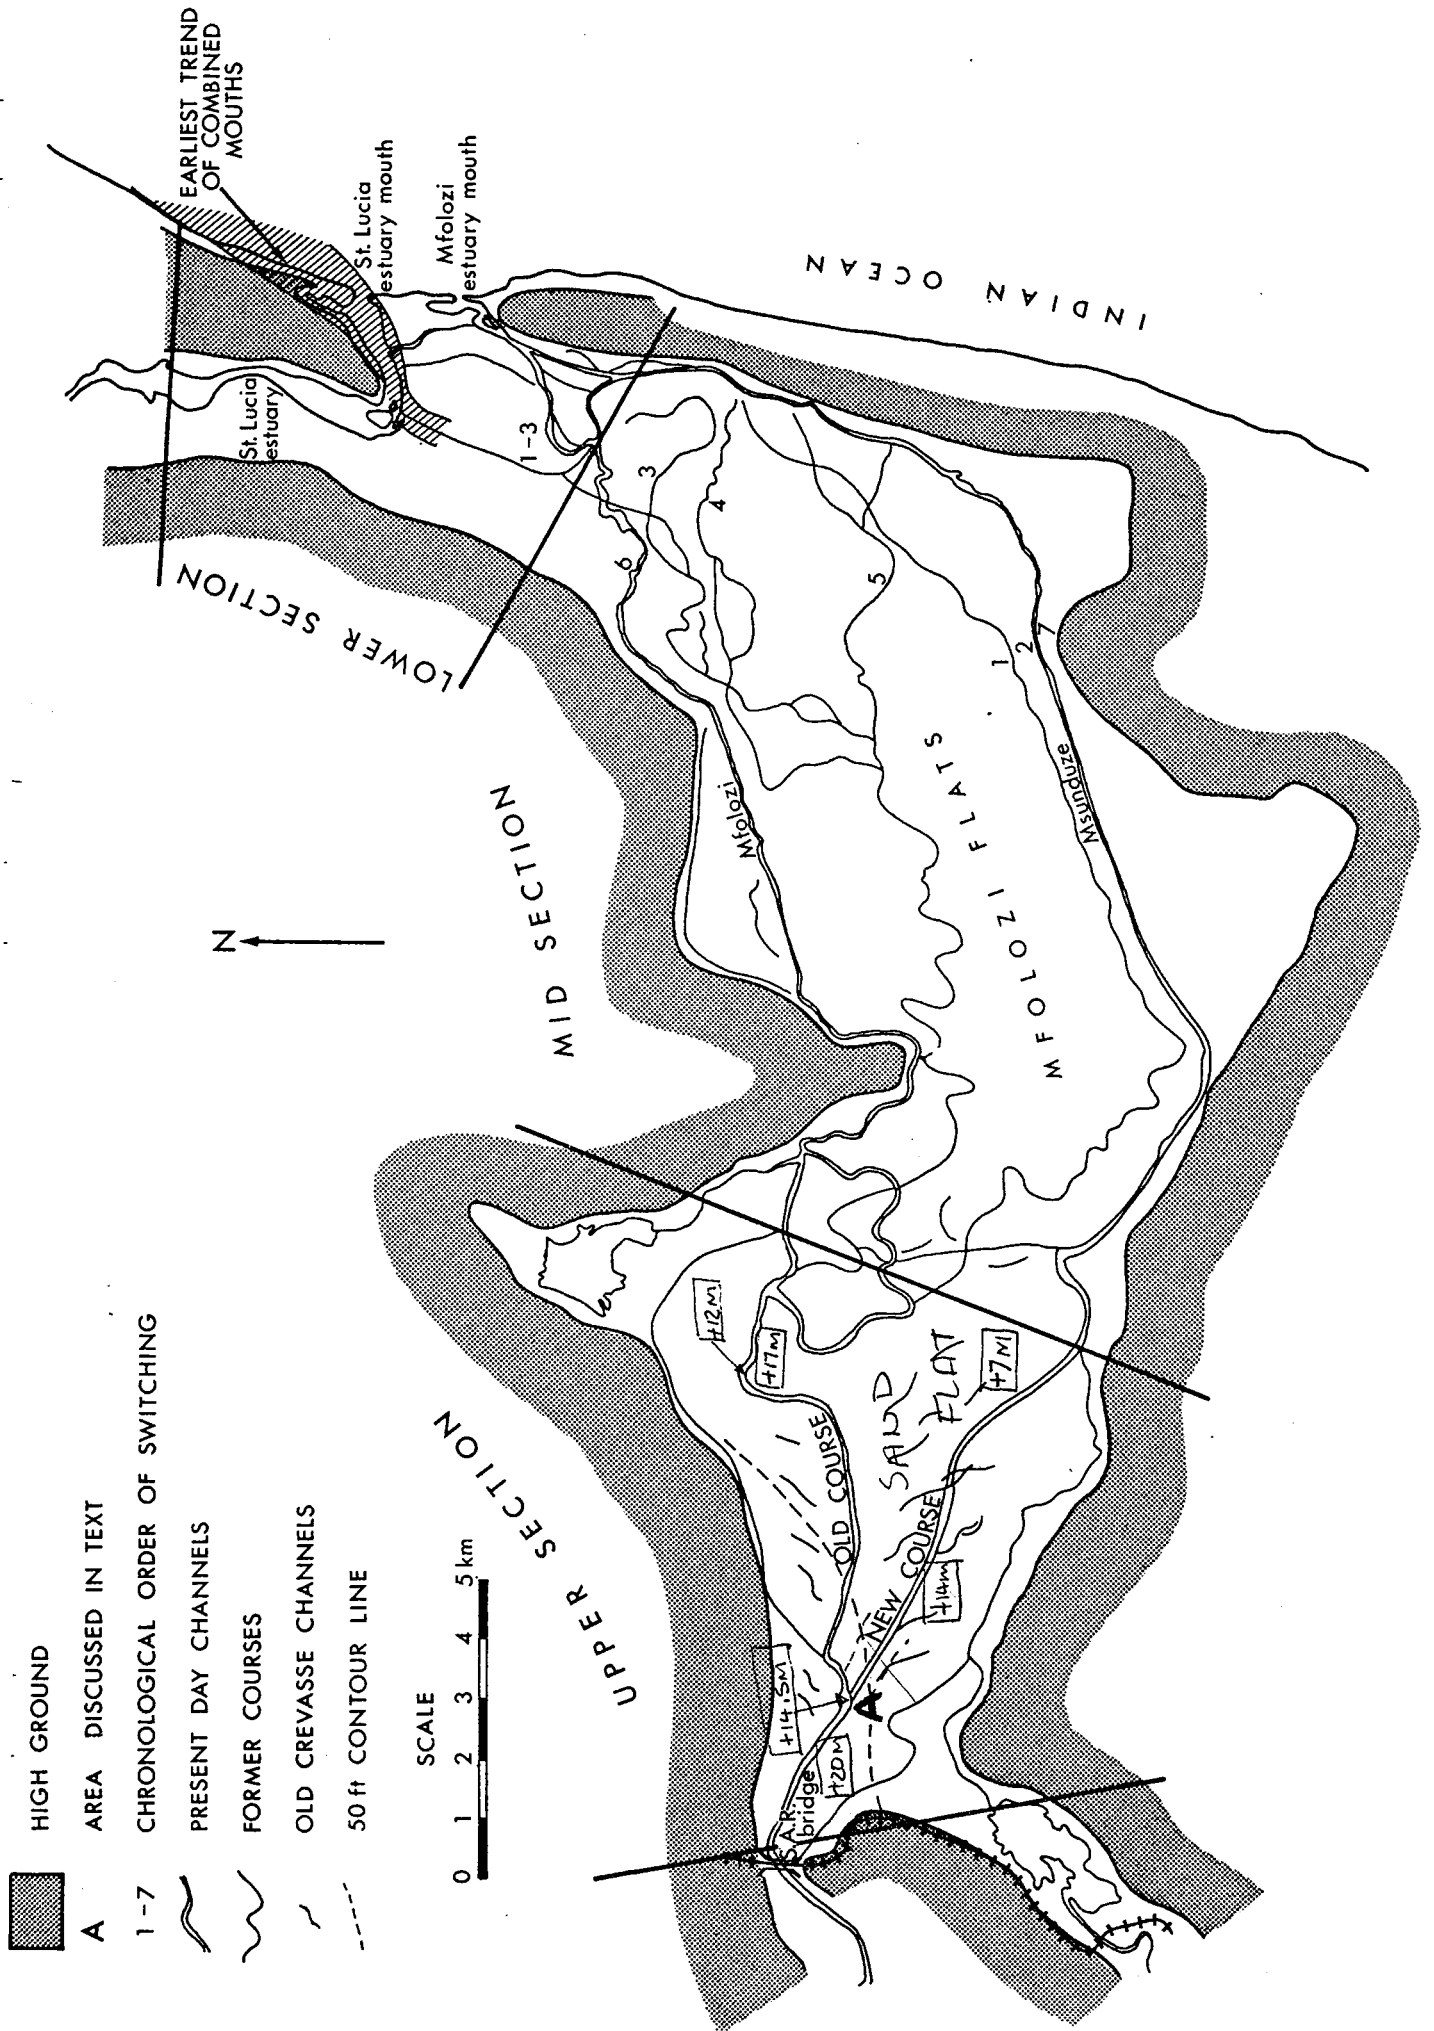 HIGH GROUND
A AREA DISCUSSED IN TEXT
1-7 CHRONOLOGICAL ORDER OF SWITCHING
PRESENT DAY CHANNELS
FORMER COURSES
OLD CREVASSE CHANNELS
50 ft CONTOUR LINE
SCALE
0 1 2 3 4 5 km
N
UPPER SECTION
MID SECTION
LOWER SECTION
EARLIEST TREND
OF COMBINED
MOUTHS
St. Lucia
estuary mouth
Mfolozi
estuary mouth
St. Lucia
estuary
INDIAN OCEAN
1-3
3
4
6
5
1
2
7
Mfolozi
MFOLOZI FLATS
Msunduze
+12M
+17M
SAND
FLAT
+7M
OLD COURSE
NEW COURSE
+14m
+14.5M
A
+20M
S.A.R.
bridge